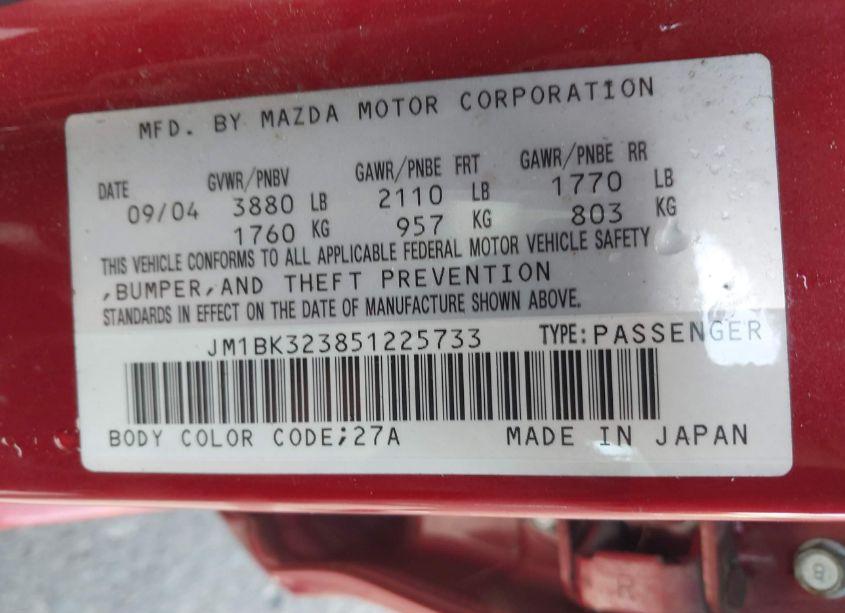 MFD. BY MAZDA MOTOR CORPORATION
DATE GVWR/PNBV GAWR/PNBE FRT GAWR/PNBE RR
09/04 3880 LB 2110 LB 1770 LB
1760 KG 957 KG 803 KG
THIS VEHICLE CONFORMS TO ALL APPLICABLE FEDERAL MOTOR VEHICLE SAFETY
,BUMPER,AND THEFT PREVENTION
STANDARDS IN EFFECT ON THE DATE OF MANUFACTURE SHOWN ABOVE.
JM1BK323851225733 TYPE:PASSENGER
BODY COLOR CODE;27A MADE IN JAPAN
R
8